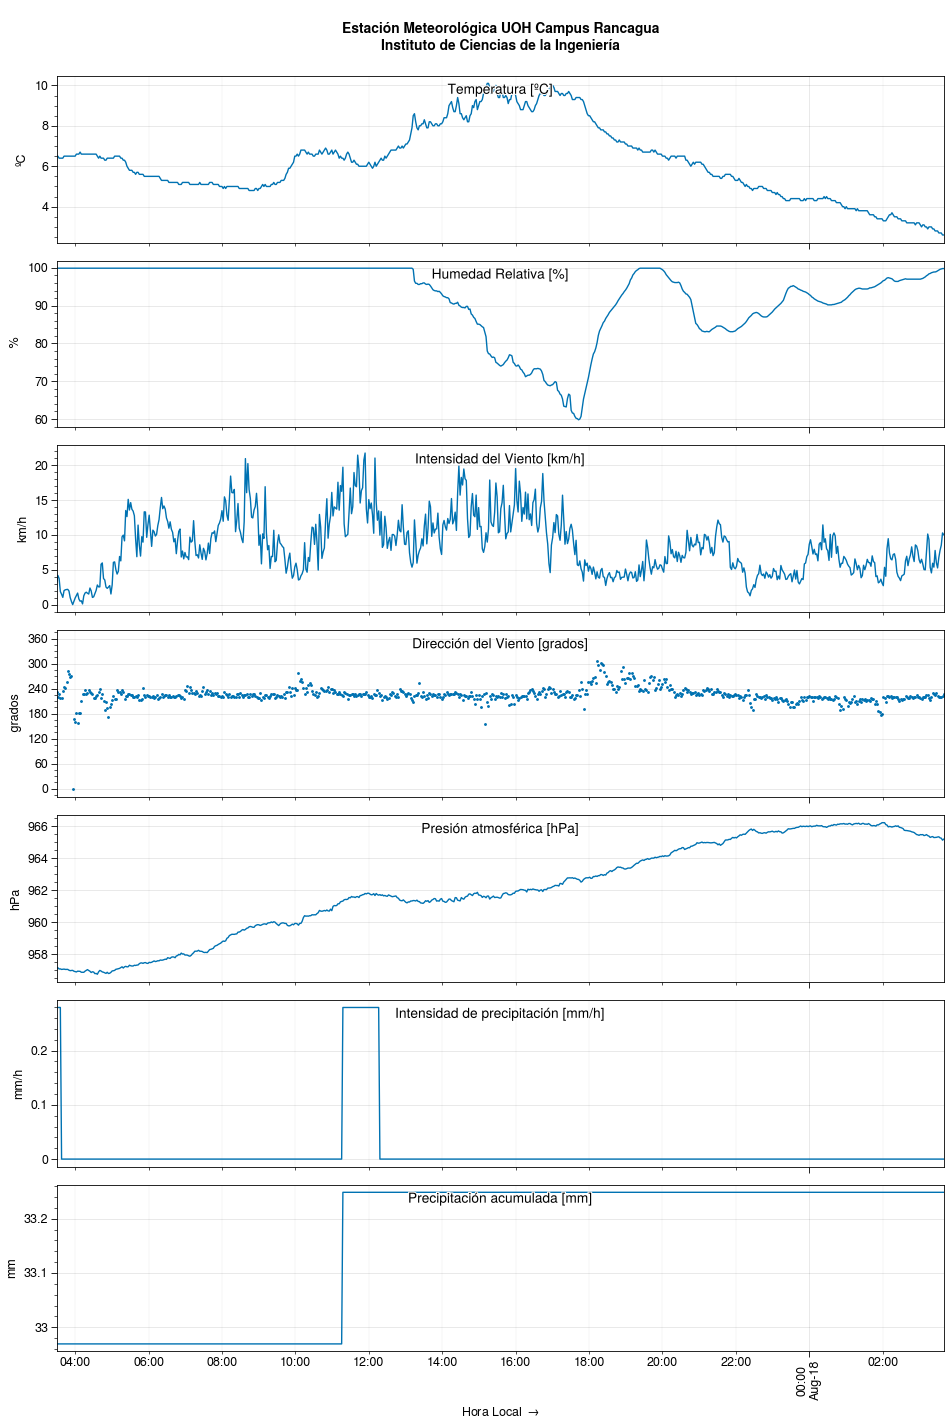 Estación Meteorológica UOH Campus Rancagua
Instituto de Ciencias de la Ingeniería
Temperatura [ºC]
10
8
6
4
ºC
Humedad Relativa [%]
100
90
80
70
60
%
Intensidad del Viento [km/h]
20
15
10
5
0
km/h
Dirección del Viento [grados]
360
300
240
180
120
60
0
grados
Presión atmosférica [hPa]
966
964
962
960
958
hPa
Intensidad de precipitación [mm/h]
0.2
0.1
0
mm/h
Precipitación acumulada [mm]
33.2
33.1
33
mm
04:00 06:00 08:00 10:00 12:00 14:00 16:00 18:00 20:00 22:00 00:00 02:00
Aug-18
Hora Local →